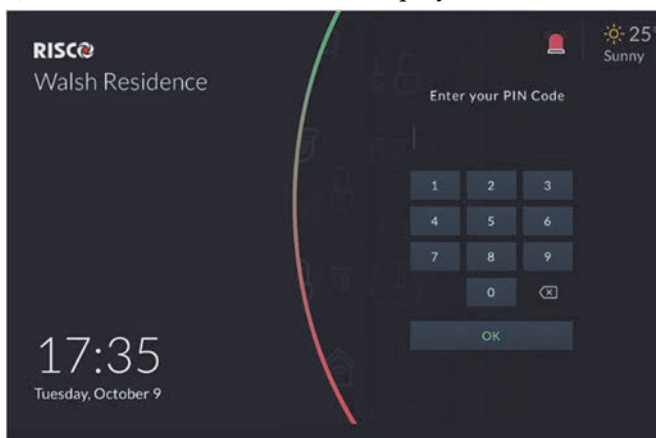 RISCO
Walsh Residence
25°
Sunny
Enter your PIN Code
1 2 3
4 5 6
7 8 9
0
OK
17:35
Tuesday, October 9